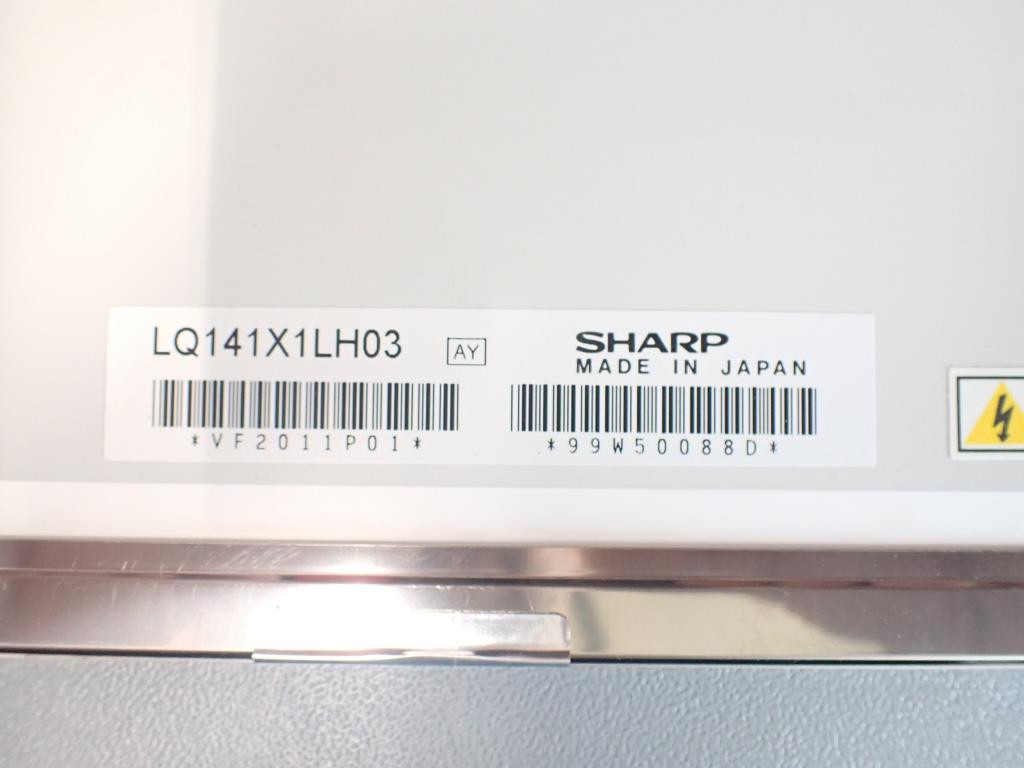 LQ141X1LH03
AY
*VF2011P01*
SHARP
MADE IN JAPAN
*99W50088D*